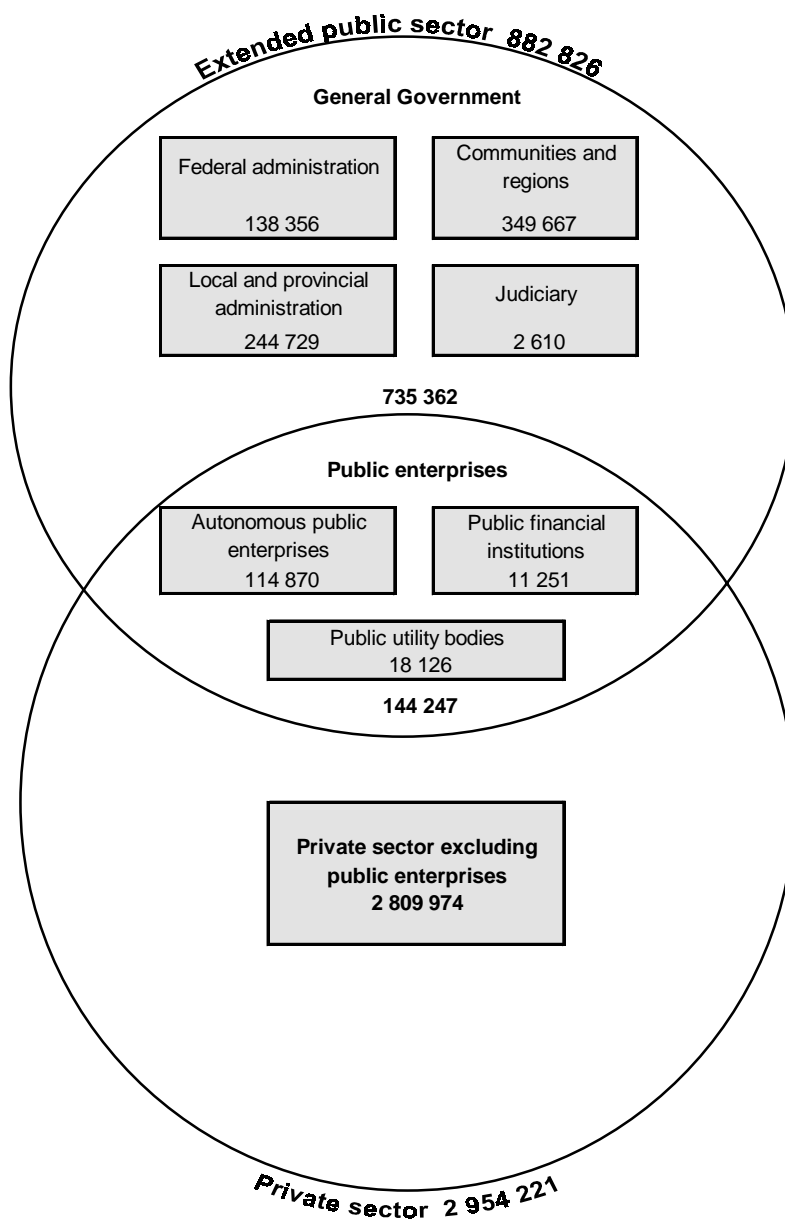 Extended public sector 882 826
General Government
Federal administration
138 356
Communities and
regions
349 667
Local and provincial
administration
244 729
Judiciary
2 610
735 362
Public enterprises
Autonomous public
enterprises
114 870
Public financial
institutions
11 251
Public utility bodies
18 126
144 247
Private sector excluding
public enterprises
2 809 974
Private sector 2 954 221